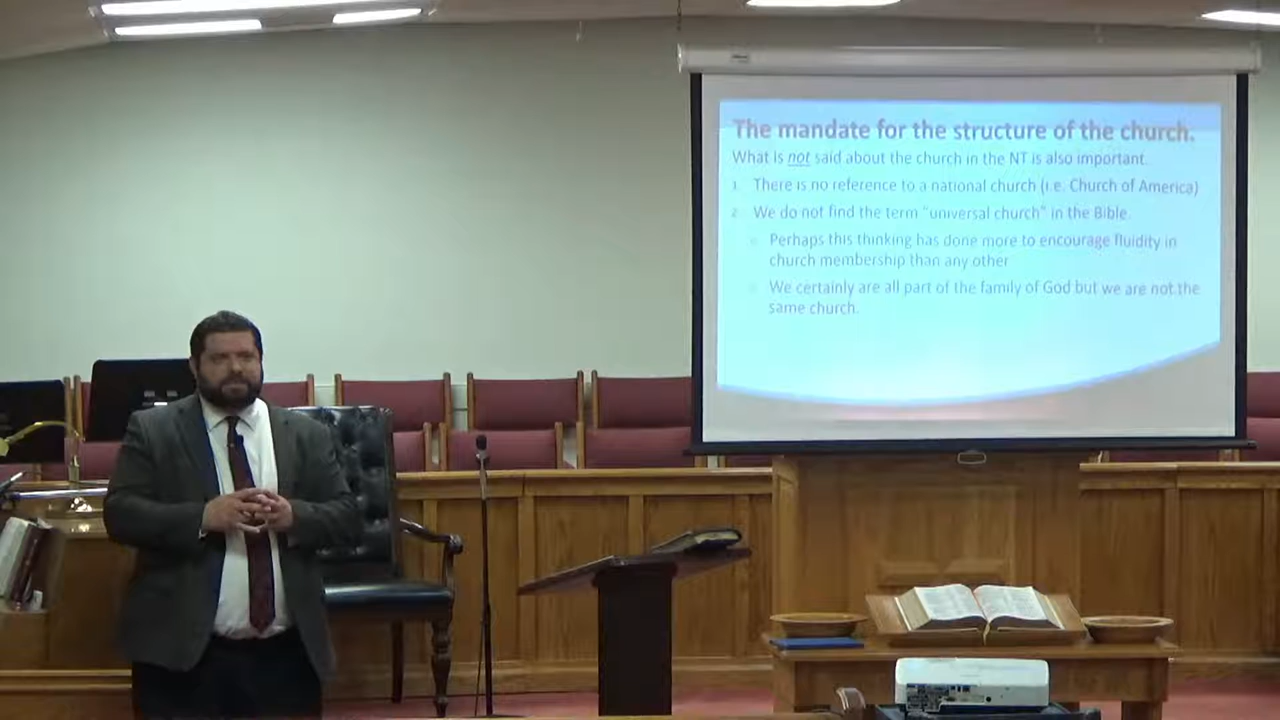 The mandate for the structure of the church.
What is not said about the church in the NT is also important.
1. There is no reference to a national church (i.e. Church of America)
2. We do not find the term "universal church" in the Bible.
Perhaps this thinking has done more to encourage fluidity in
church membership than any other
We certainly are all part of the family of God but we are not the
same church.